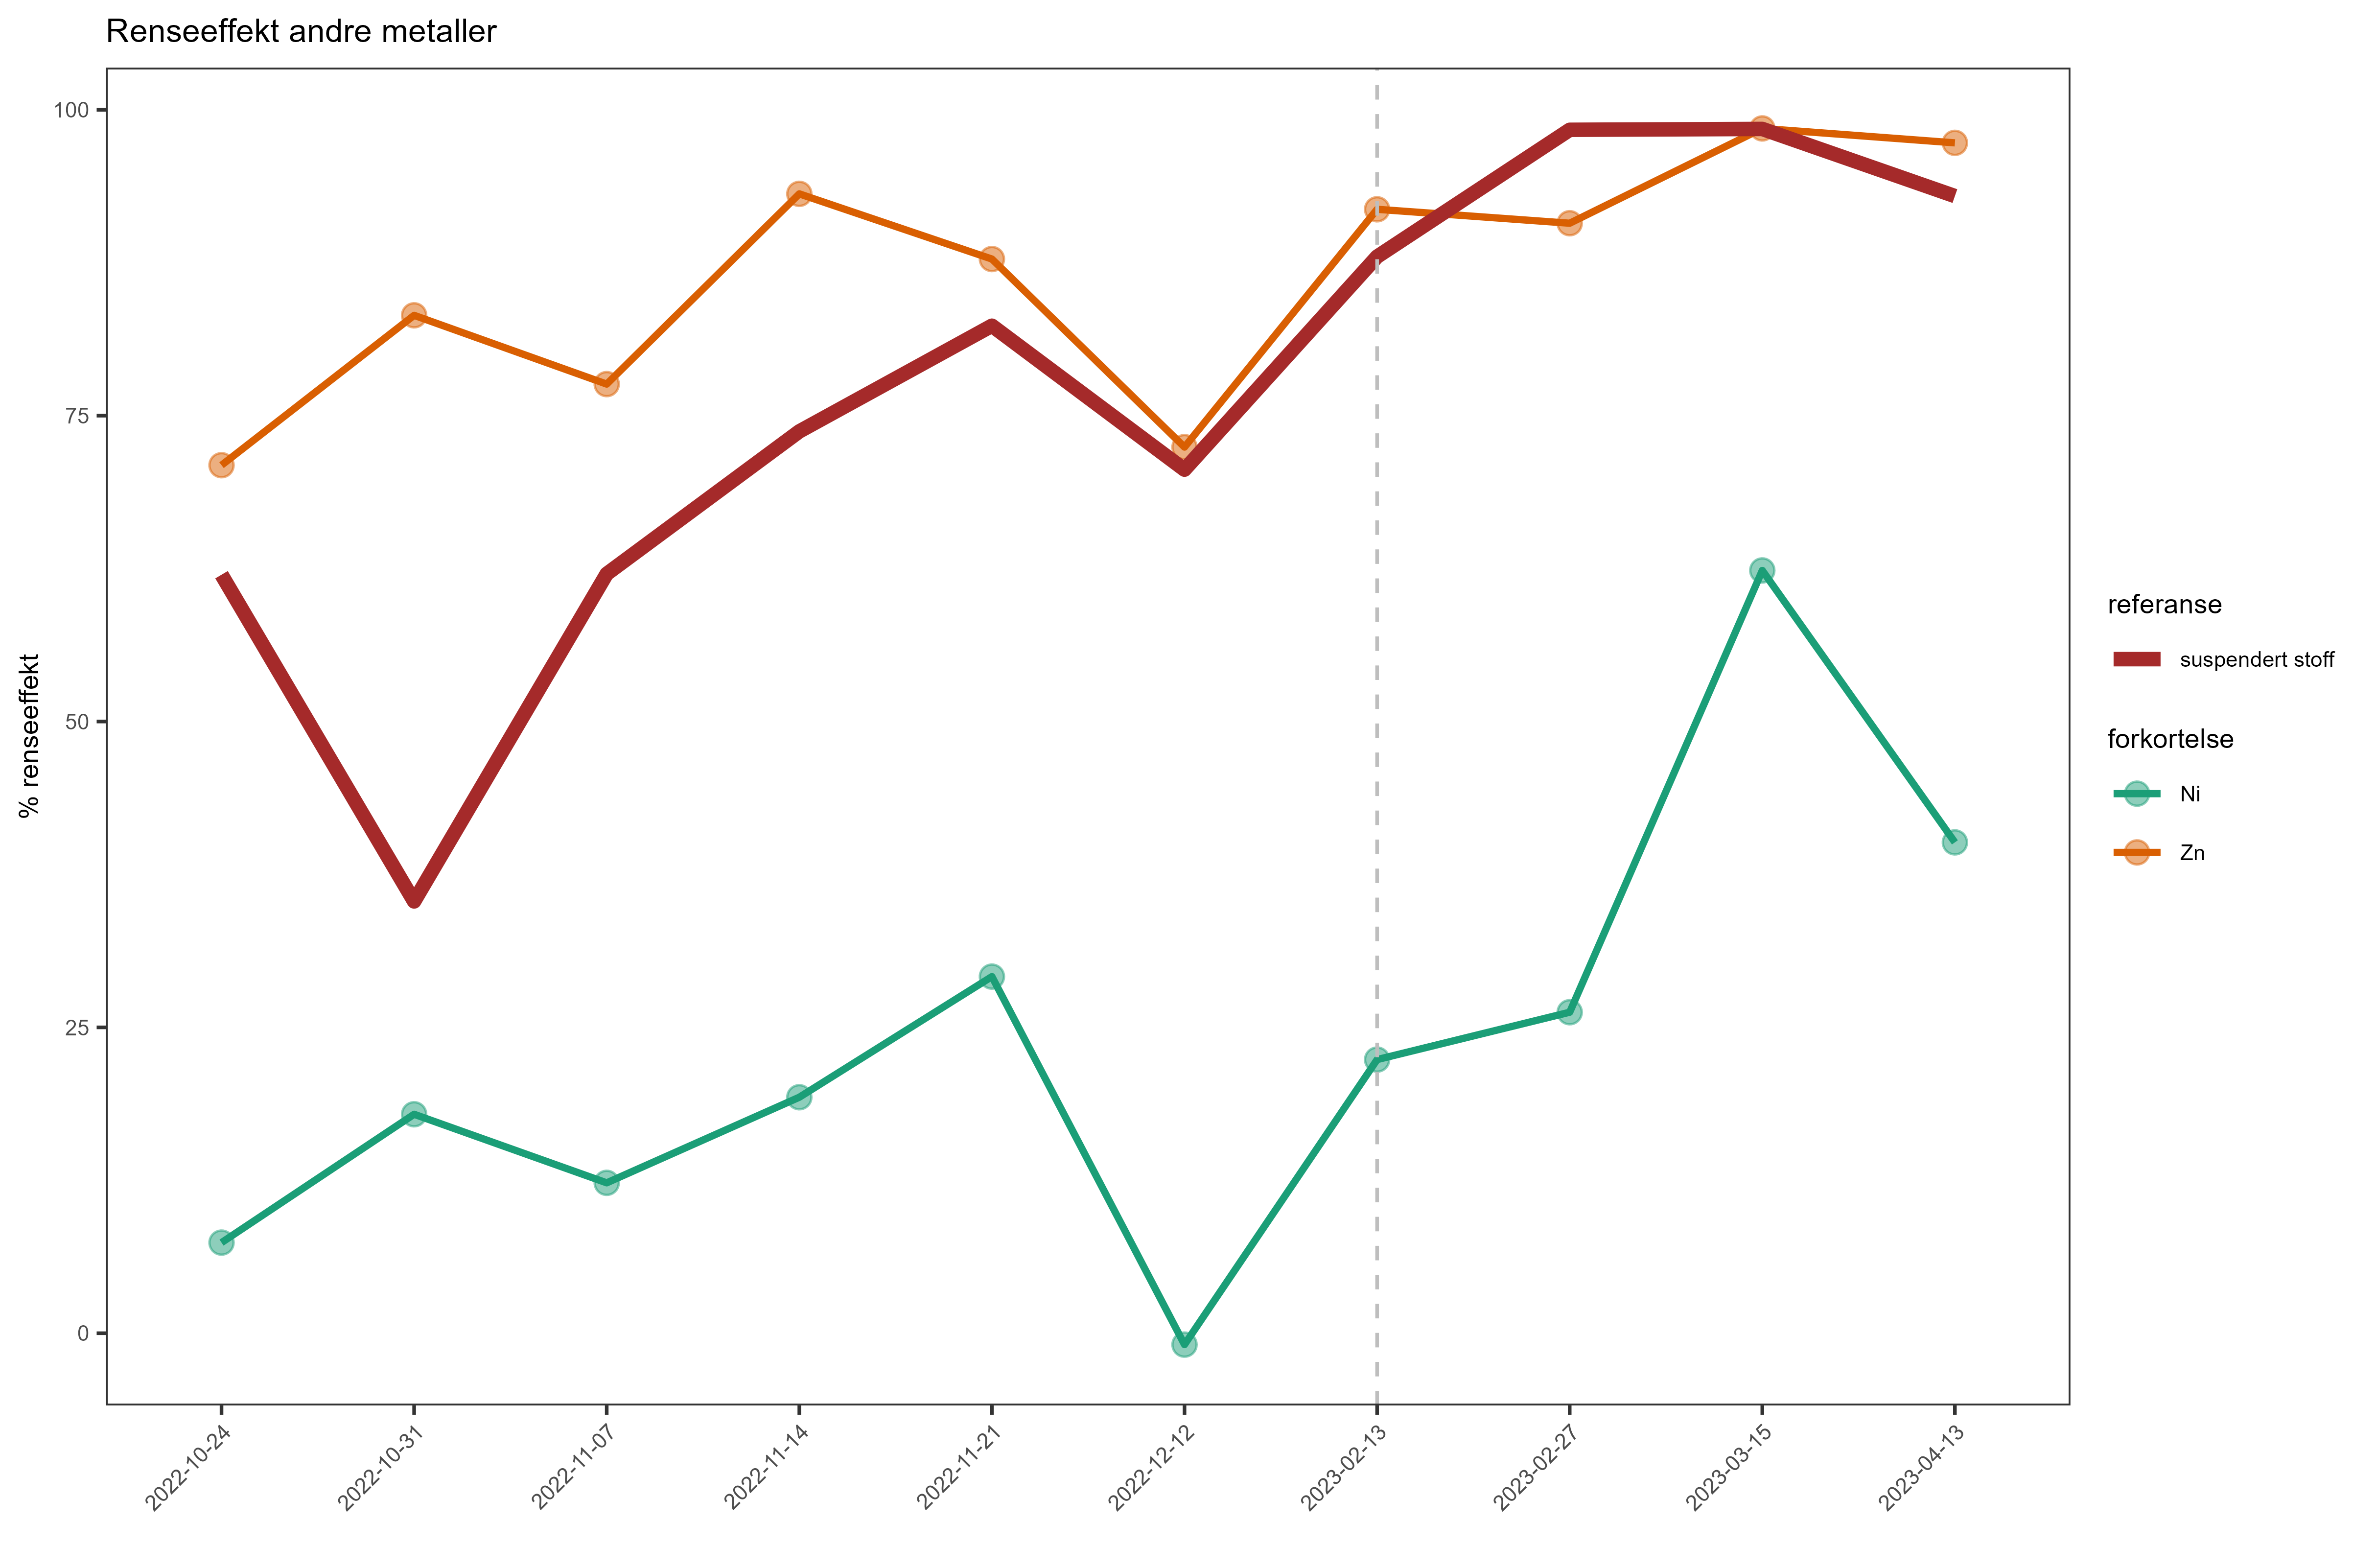 Renseeffekt andre metaller
% renseeffekt
100
75
50
25
0
2022-10-24
2022-10-31
2022-11-07
2022-11-14
2022-11-21
2022-12-12
2023-02-13
2023-02-27
2023-03-15
2023-04-13
referanse
suspendert stoff
forkortelse
Ni
Zn